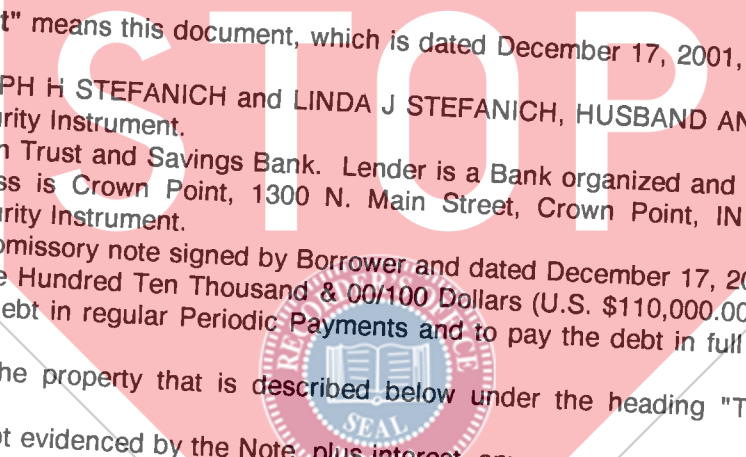 STOP
t" means this document, which is dated December 17, 2001,
PH H STEFANICH and LINDA J STEFANICH, HUSBAND AN
rity Instrument.
n Trust and Savings Bank. Lender is a Bank organized and
ss is Crown Point, 1300 N. Main Street, Crown Point, IN
rity Instrument.
omissory note signed by Borrower and dated December 17, 20
e Hundred Ten Thousand & 00/100 Dollars (U.S. $110,000.00
ebt in regular Periodic Payments and to pay the debt in full
he property that is described below under the heading "T
t evidenced by the Note, plus interest, any
SEAL